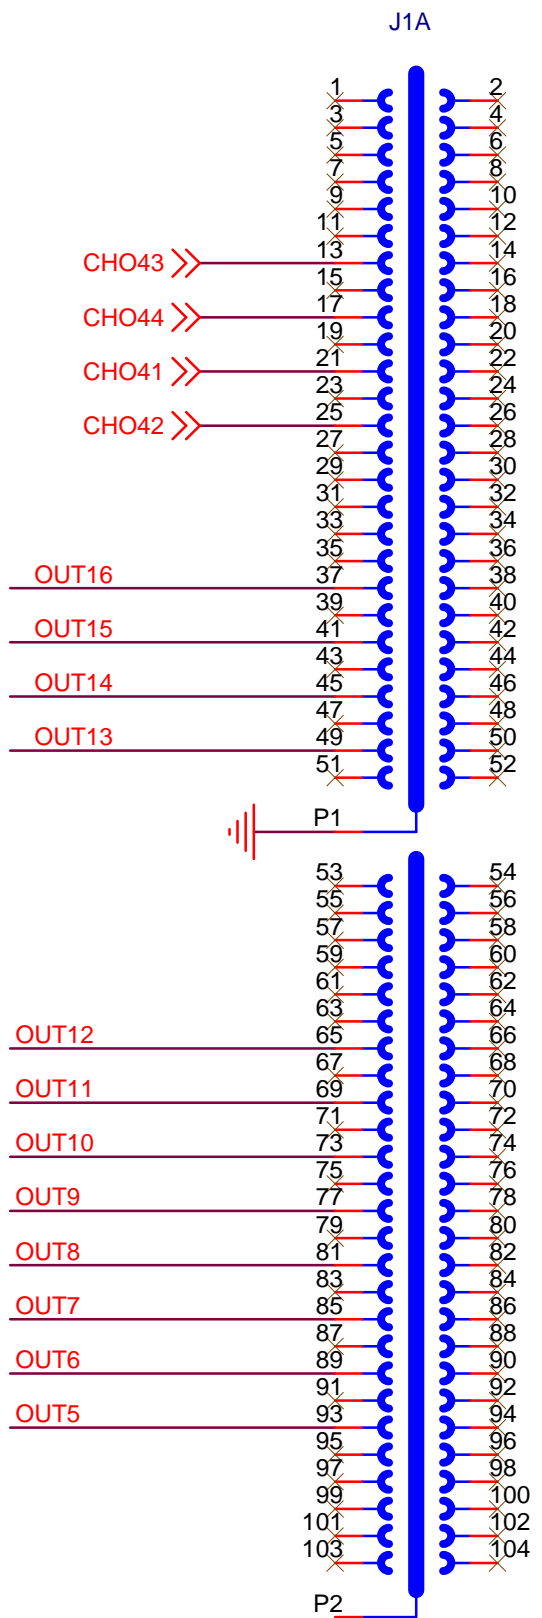 J1A
1 2
3 4
5 6
7 8
9 10
11 12
CHO43 13 14
15 16
CHO44 17 18
19 20
CHO41 21 22
23 24
CHO42 25 26
27 28
29 30
31 32
33 34
35 36
OUT16 37 38
39 40
OUT15 41 42
43 44
OUT14 45 46
47 48
OUT13 49 50
51 52
P1
53 54
55 56
57 58
59 60
61 62
63 64
OUT12 65 66
67 68
OUT11 69 70
71 72
OUT10 73 74
75 76
OUT9 77 78
79 80
OUT8 81 82
83 84
OUT7 85 86
87 88
OUT6 89 90
91 92
OUT5 93 94
95 96
97 98
99 100
101 102
103 104
P2